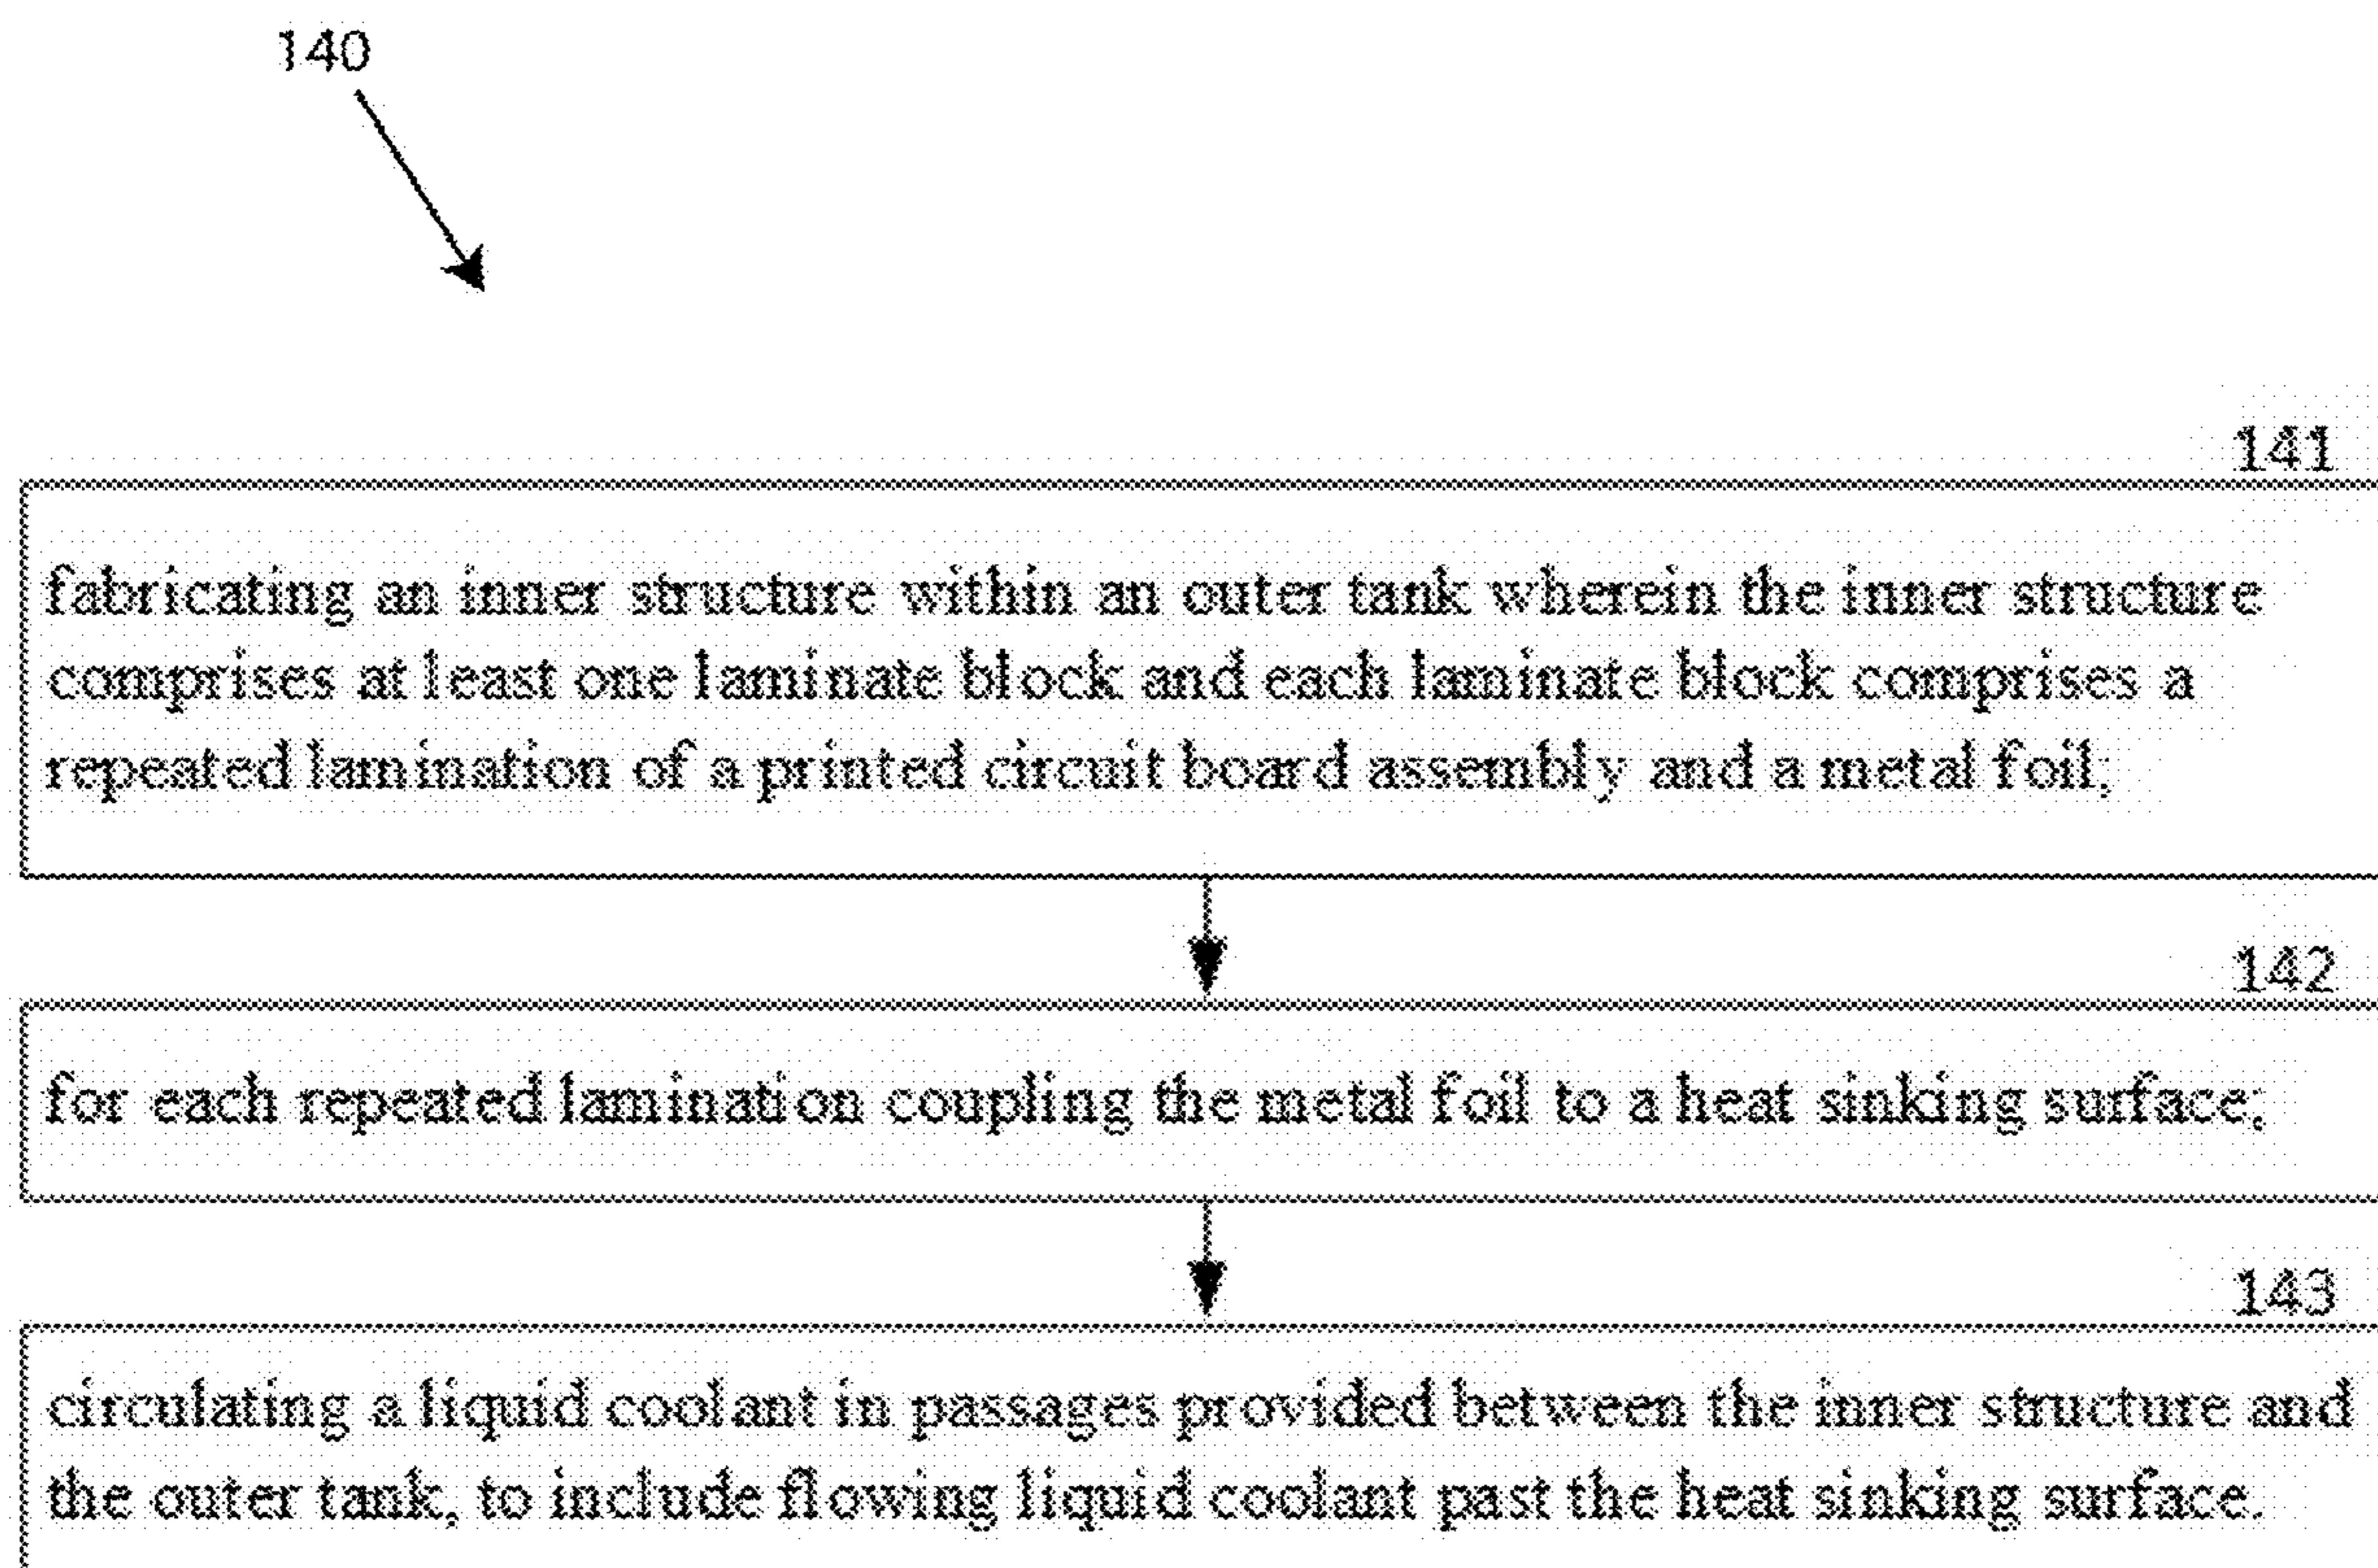 140
141
fabricating an inner structure within an outer tank wherein the inner structure
comprises at least one laminate block and each laminate block comprises a
repeated lamination of a printed circuit board assembly and a metal foil;
142
for each repeated lamination coupling the metal foil to a heat sinking surface;
143
circulating a liquid coolant in passages provided between the inner structure and
the outer tank, to include flowing liquid coolant past the heat sinking surface.